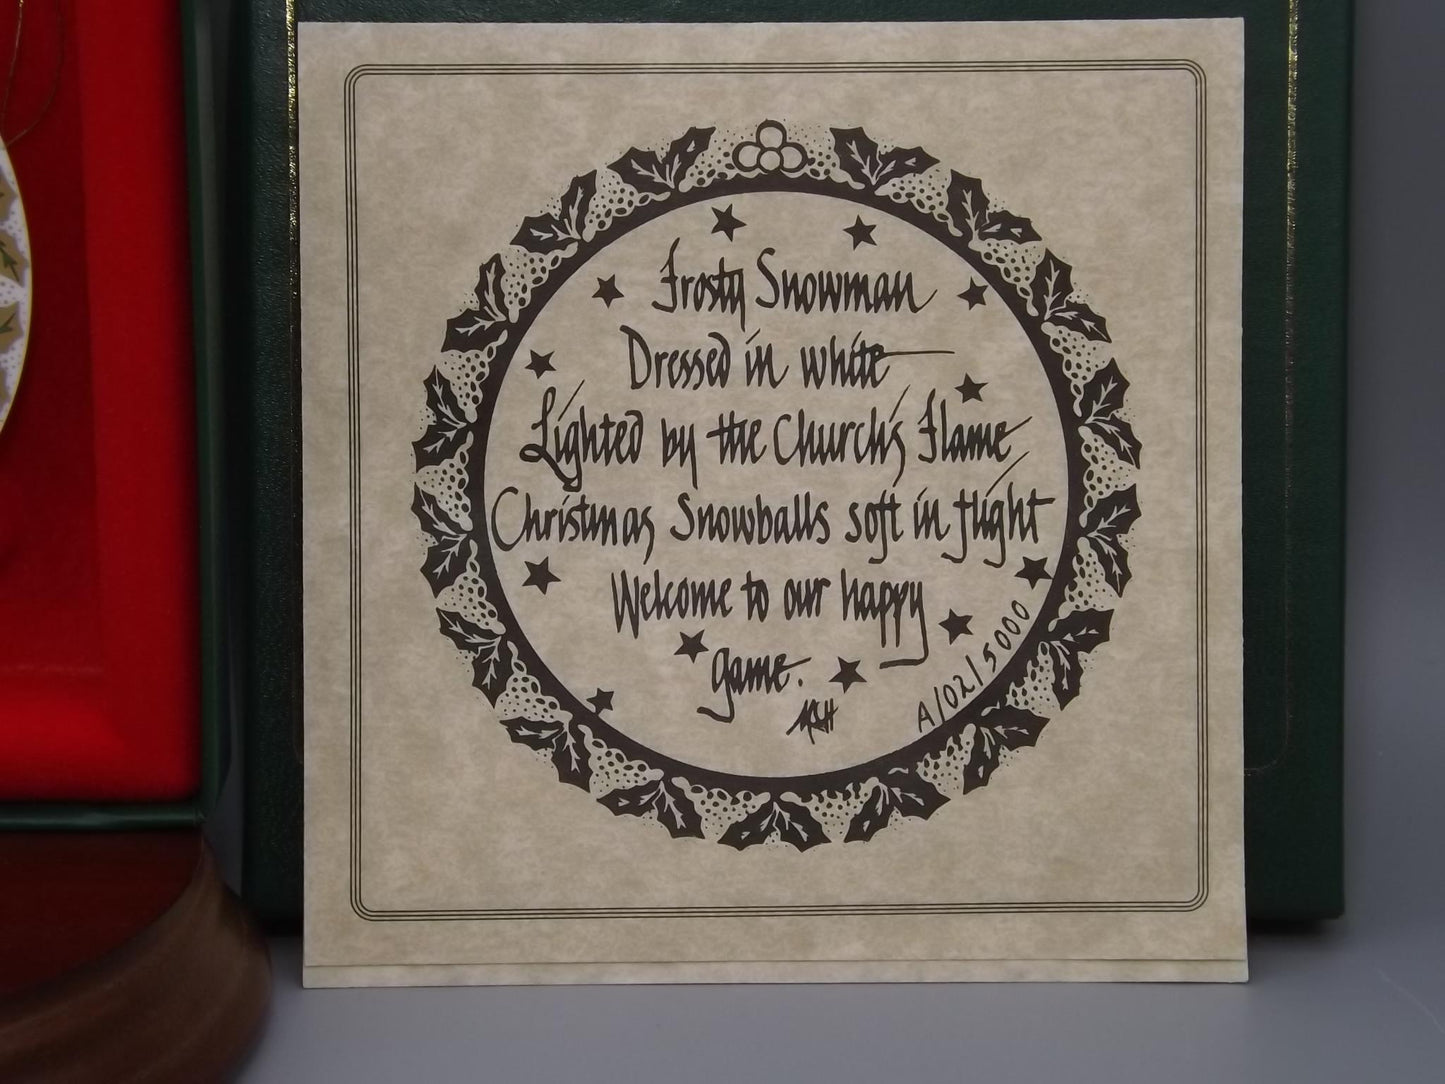 Frosty Snowman
Dressed in white
Lighted by the Church's Flame
Christmas Snowballs soft in flight
Welcome to our happy
game.
A/02/5000